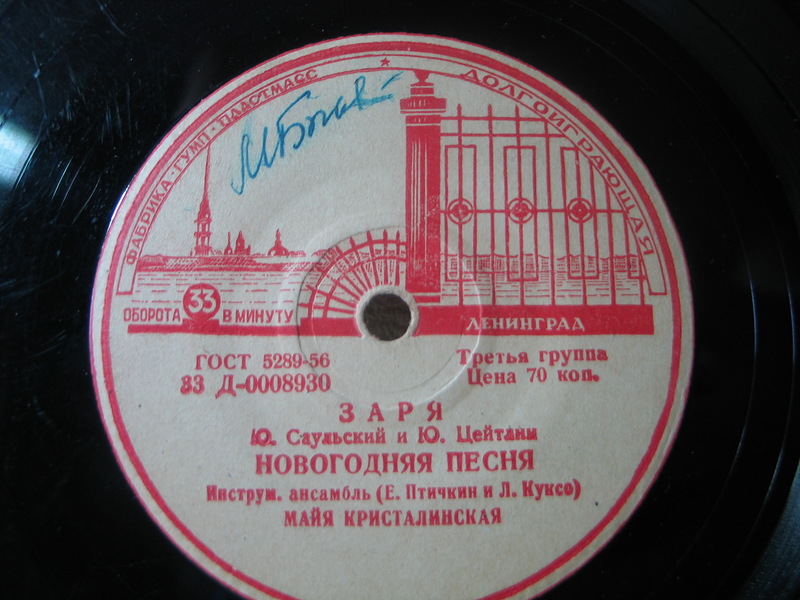 ФАБРИКА · ГУМП · ПЛАСТМАСС ★ ДОЛГОИГРАЮЩАЯ
ОБОРОТА 33 В МИНУТУ
ЛЕНИНГРАД
ГОСТ 5289-56
33 Д-0008930
Третья группа
Цена 70 коп.
ЗАРЯ
Ю. Саульский и Ю. Цейтлин
НОВОГОДНЯЯ ПЕСНЯ
Инструм. ансамбль (Е. Птичкин и Л. Куксо)
МАЙЯ КРИСТАЛИНСКАЯ